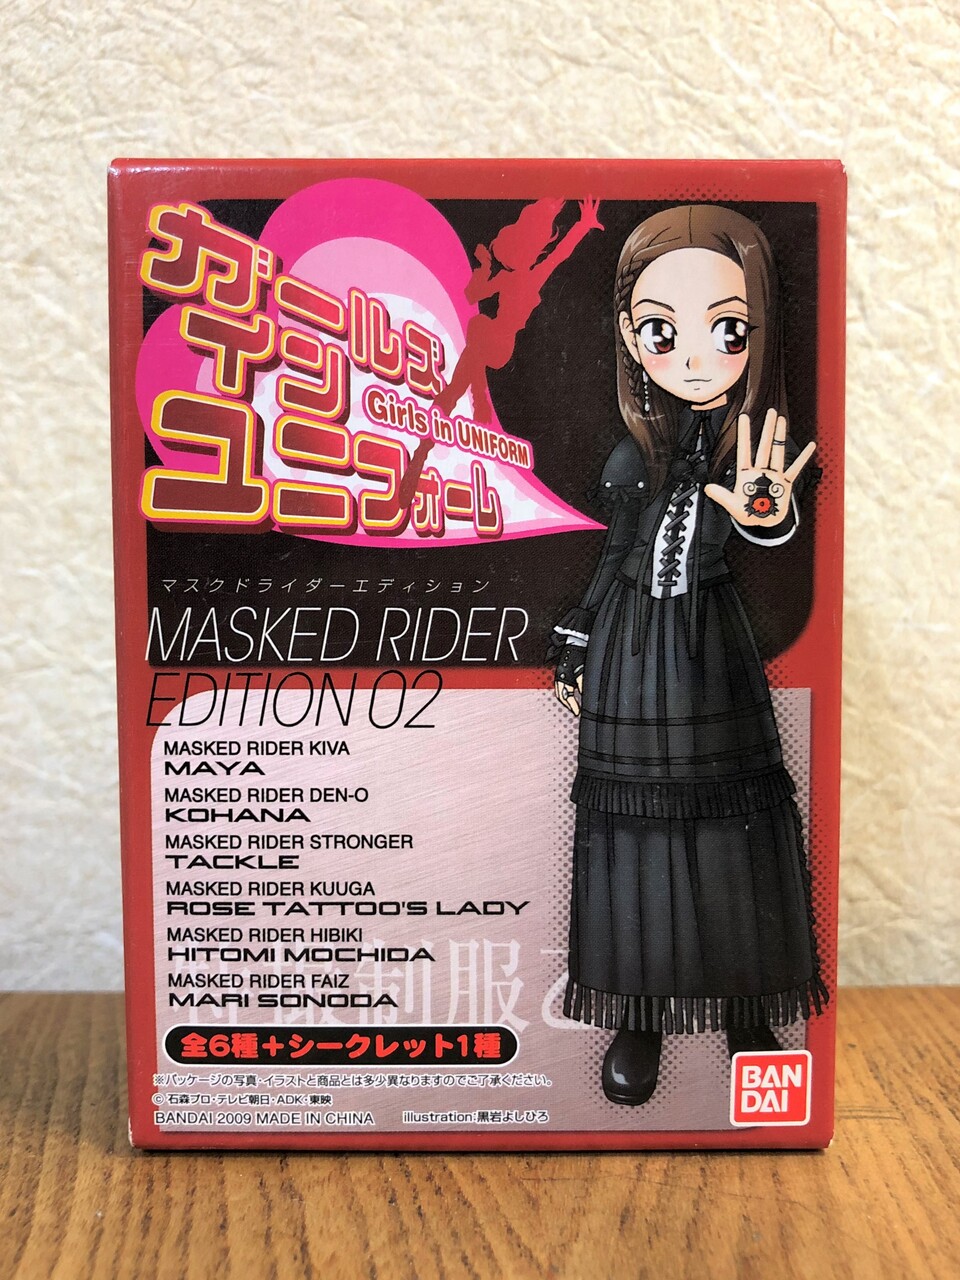 ガールズ
イン
ユニフォーム
Girls in UNIFORM
マスクドライダーエディション
MASKED RIDER
EDITION 02
MASKED RIDER KIVA
MAYA
MASKED RIDER DEN-O
KOHANA
MASKED RIDER STRONGER
TACKLE
MASKED RIDER KUUGA
ROSE TATTOO'S LADY
MASKED RIDER HIBIKI
HITOMI MOCHIDA
MASKED RIDER FAIZ
MARI SONODA
制服乙
全6種+シークレット1種
※パッケージの写真・イラストと商品とは多少異なりますのでご了承ください。
© 石森プロ・テレビ朝日・ADK・東映
BANDAI 2009 MADE IN CHINA illustration:黒岩よしひろ
BAN
DAI